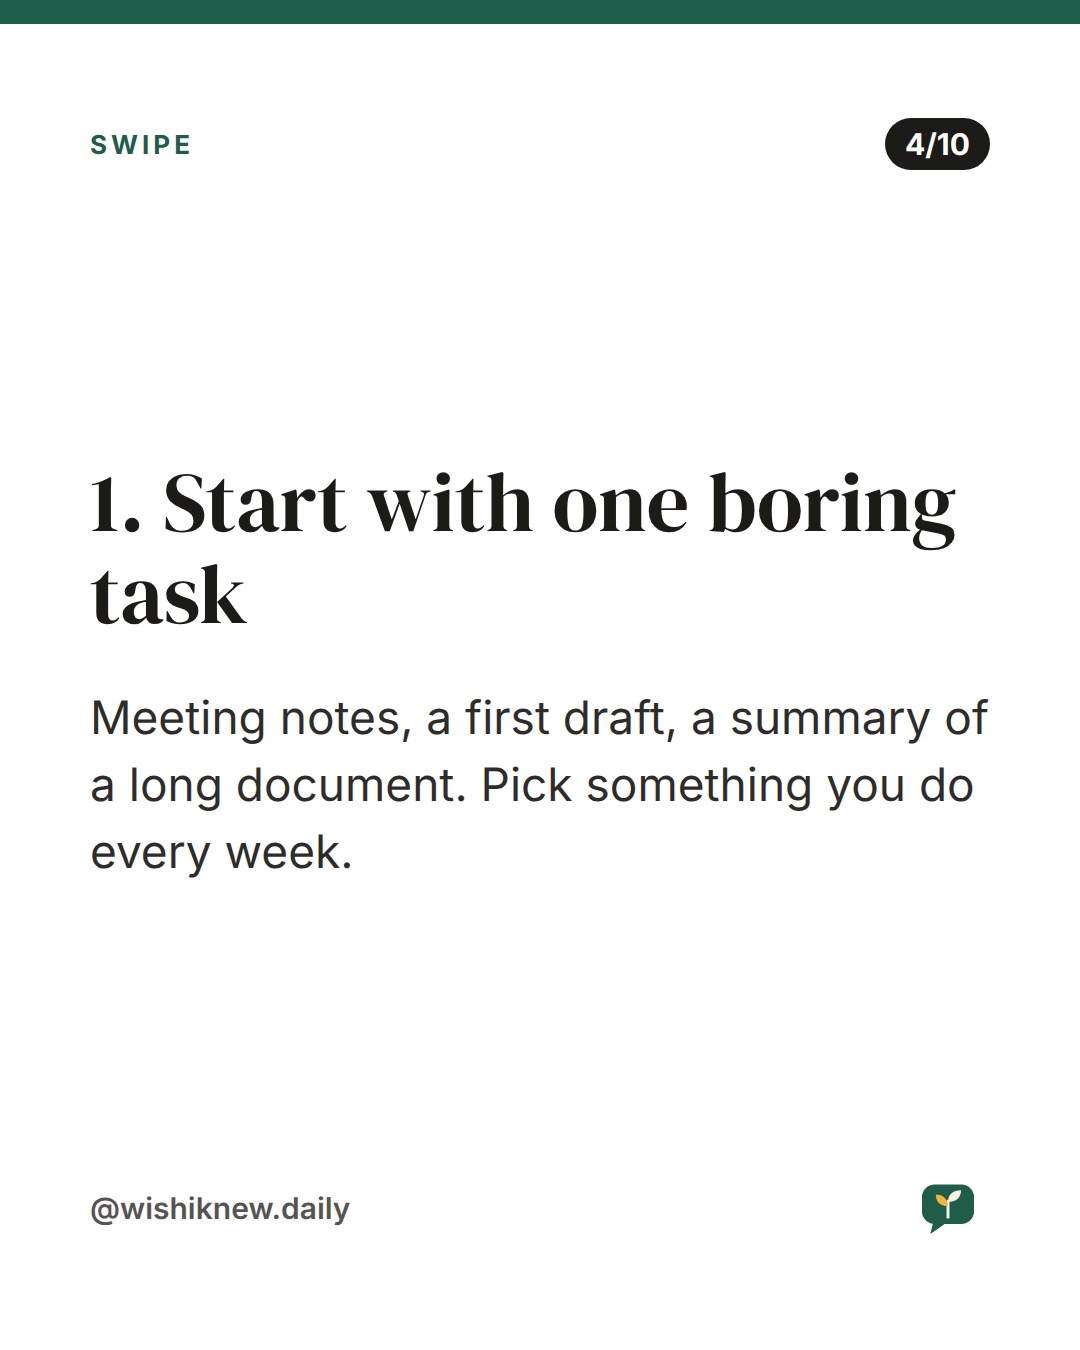 SWIPE
4/10
1. Start with one boring
task
Meeting notes, a first draft, a summary of
a long document. Pick something you do
every week.
@wishiknew.daily